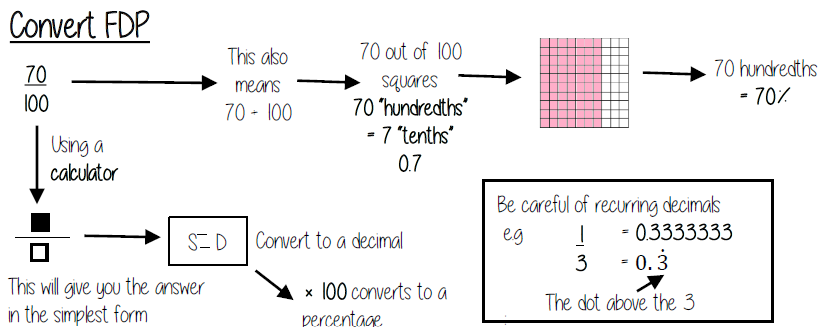 Convert FDP
70
100
This also
means
70 ÷ 100
70 out of 100
squares
70 "hundredths"
= 7 "tenths"
0.7
70 hundredths
= 70%
Using a
calculator
S⇔D
Convert to a decimal
This will give you the answer
in the simplest form
× 100 converts to a
percentage
Be careful of recurring decimals
eg
1
3
= 0.3333333
= 0.3̇
The dot above the 3